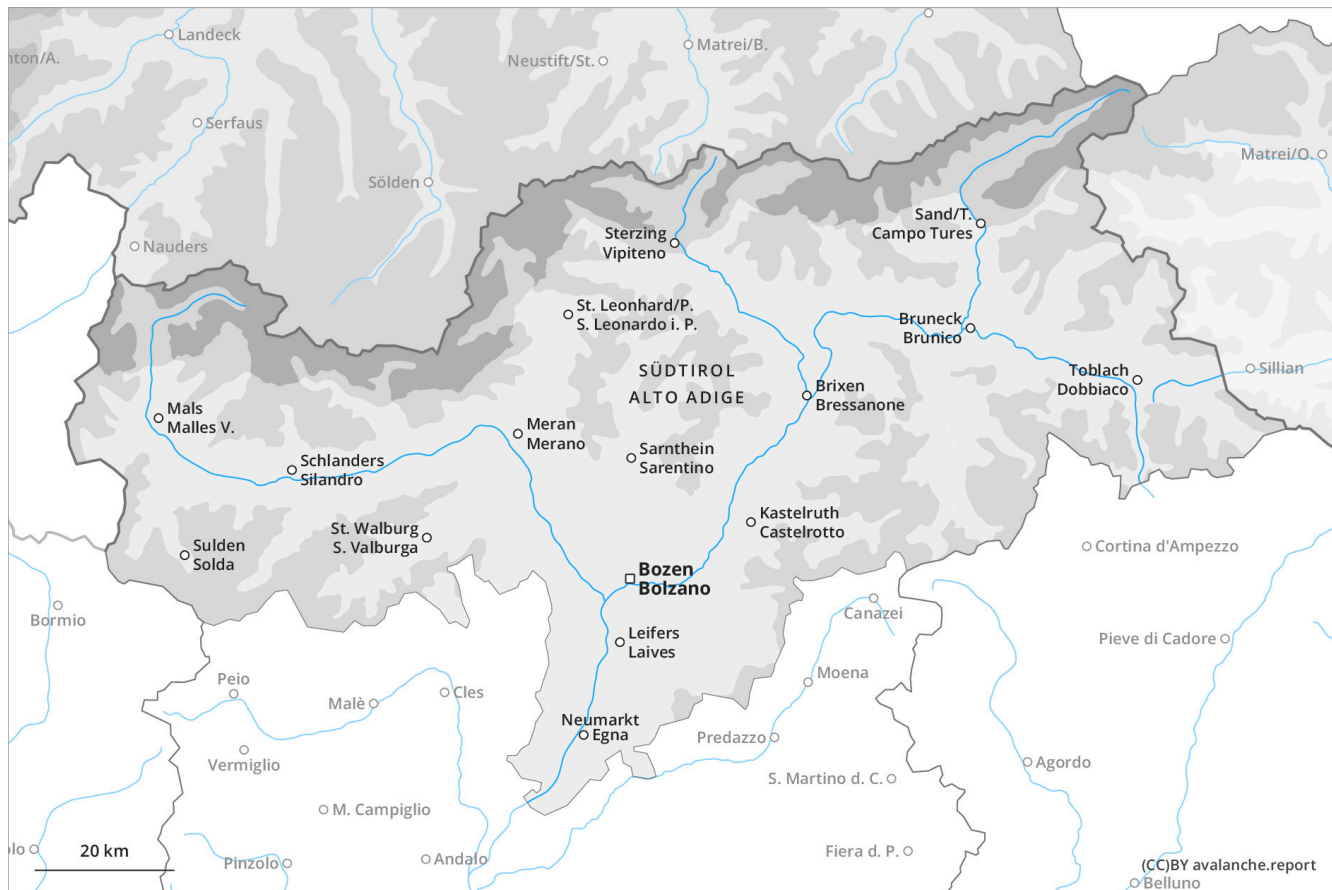 Landeck
nton/A.
Matrei/B.
Neustift/St.
Serfaus
Matrei/O.
Sölden
Sand/T.
Campo Tures
Sterzing
Vipiteno
Nauders
St. Leonhard/P.
S. Leonardo i. P.
Bruneck
Brunico
SÜDTIROL
ALTO ADIGE
Toblach
Dobbiaco
Sillian
Brixen
Bressanone
Mals
Malles V.
Meran
Merano
Schlanders
Silandro
Sarnthein
Sarentino
Kastelruth
Castelrotto
St. Walburg
S. Valburga
Sulden
Solda
Cortina d'Ampezzo
Bozen
Bolzano
Bormio
Canazei
Leifers
Laives
Pieve di Cadore
Peio
Malè
Cles
Moena
Neumarkt
Egna
Predazzo
Vermiglio
Agordo
S. Martino d. C.
M. Campiglio
olo
20 km
Pinzolo
Andalo
Fiera d. P.
(CC)BY avalanche.report
Belluno